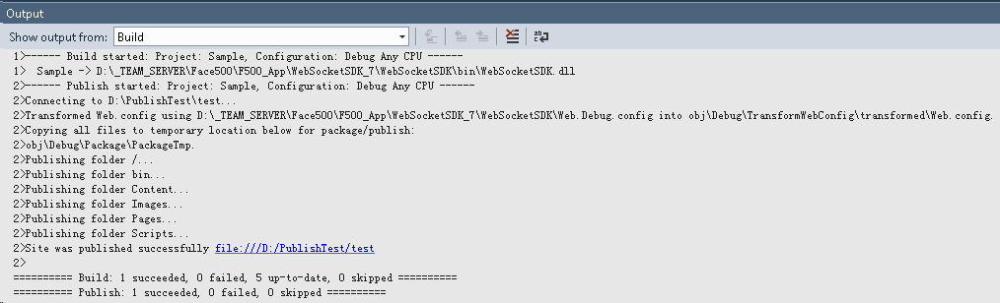 Output
Show output from: Build
1>------ Build started: Project: Sample, Configuration: Debug Any CPU ------
1>  Sample -> D:\_TEAM_SERVER\Face500\F500_App\WebSocketSDK_7\WebSocketSDK\bin\WebSocketSDK.dll
2>------ Publish started: Project: Sample, Configuration: Debug Any CPU ------
2>Connecting to D:\PublishTest\test...
2>Transformed Web.config using D:\_TEAM_SERVER\Face500\F500_App\WebSocketSDK_7\WebSocketSDK\Web.Debug.config into obj\Debug\TransformWebConfig\transformed\Web.config.
2>Copying all files to temporary location below for package/publish:
2>obj\Debug\Package\PackageTmp.
2>Publishing folder /...
2>Publishing folder bin...
2>Publishing folder Content...
2>Publishing folder Images...
2>Publishing folder Pages...
2>Publishing folder Scripts...
2>Site was published successfully file:///D:/PublishTest/test
2>
========== Build: 1 succeeded, 0 failed, 5 up-to-date, 0 skipped ==========
========== Publish: 1 succeeded, 0 failed, 0 skipped ==========